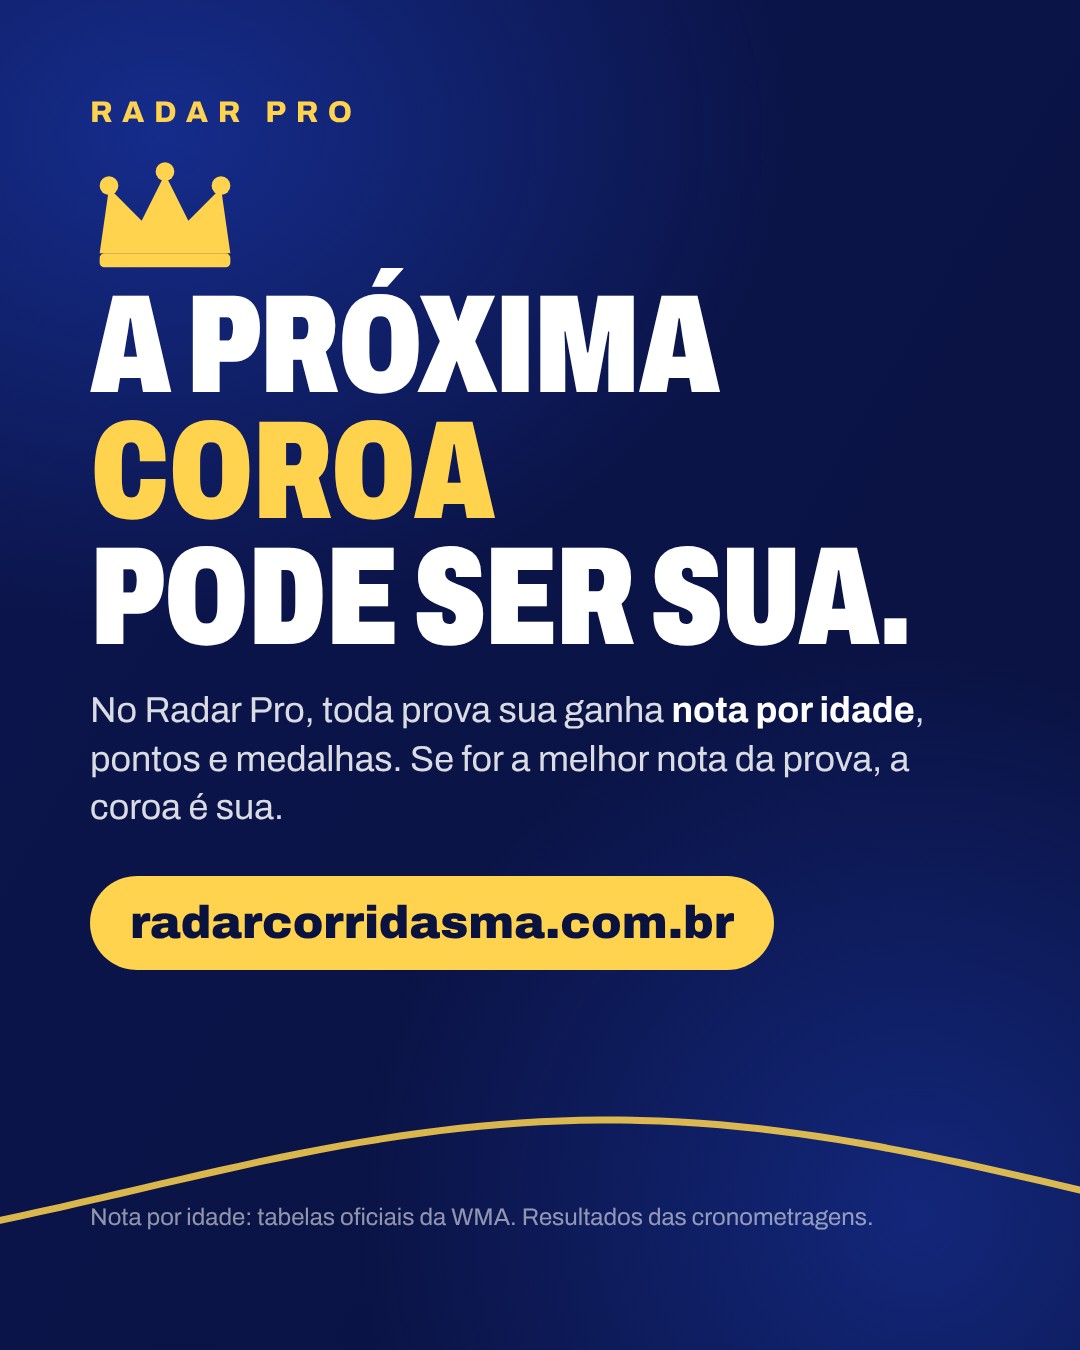 RADAR PRO
A PRÓXIMA
COROA
PODE SER SUA.
No Radar Pro, toda prova sua ganha nota por idade,
pontos e medalhas. Se for a melhor nota da prova, a
coroa é sua.
radarcorridasma.com.br
Nota por idade: tabelas oficiais da WMA. Resultados das cronometragens.